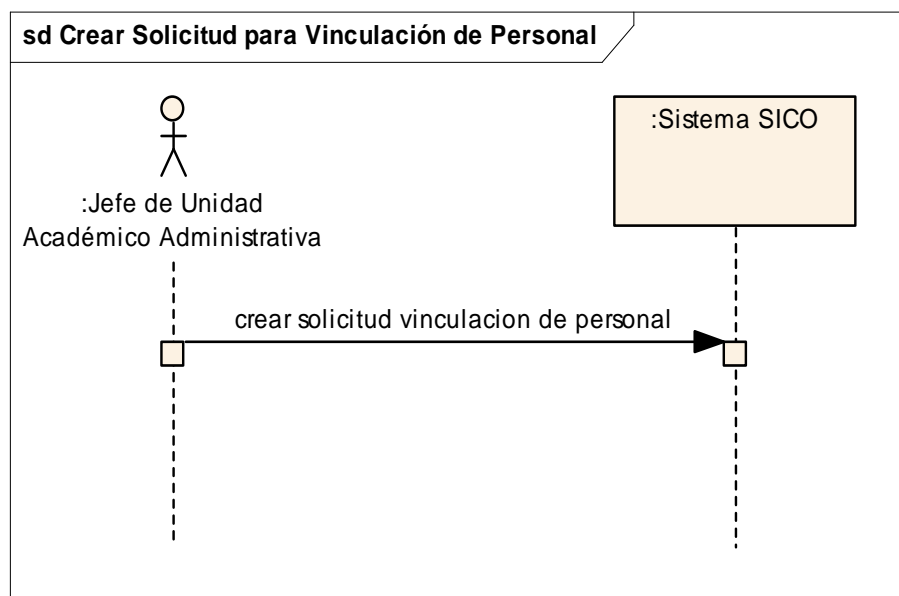 sd Crear Solicitud para Vinculación de Personal
:Jefe de Unidad
Académico Administrativa
:Sistema SICO
crear solicitud vinculacion de personal